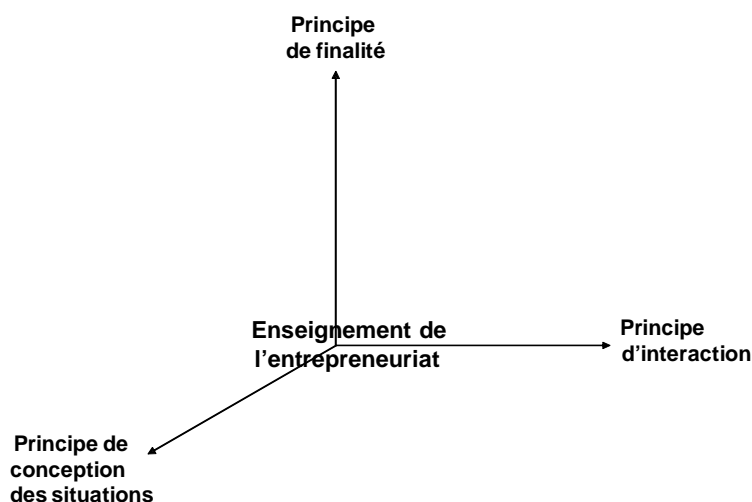 Principe
de finalité
Enseignement de
l’entrepreneuriat
Principe
d’interaction
Principe de
conception
des situations